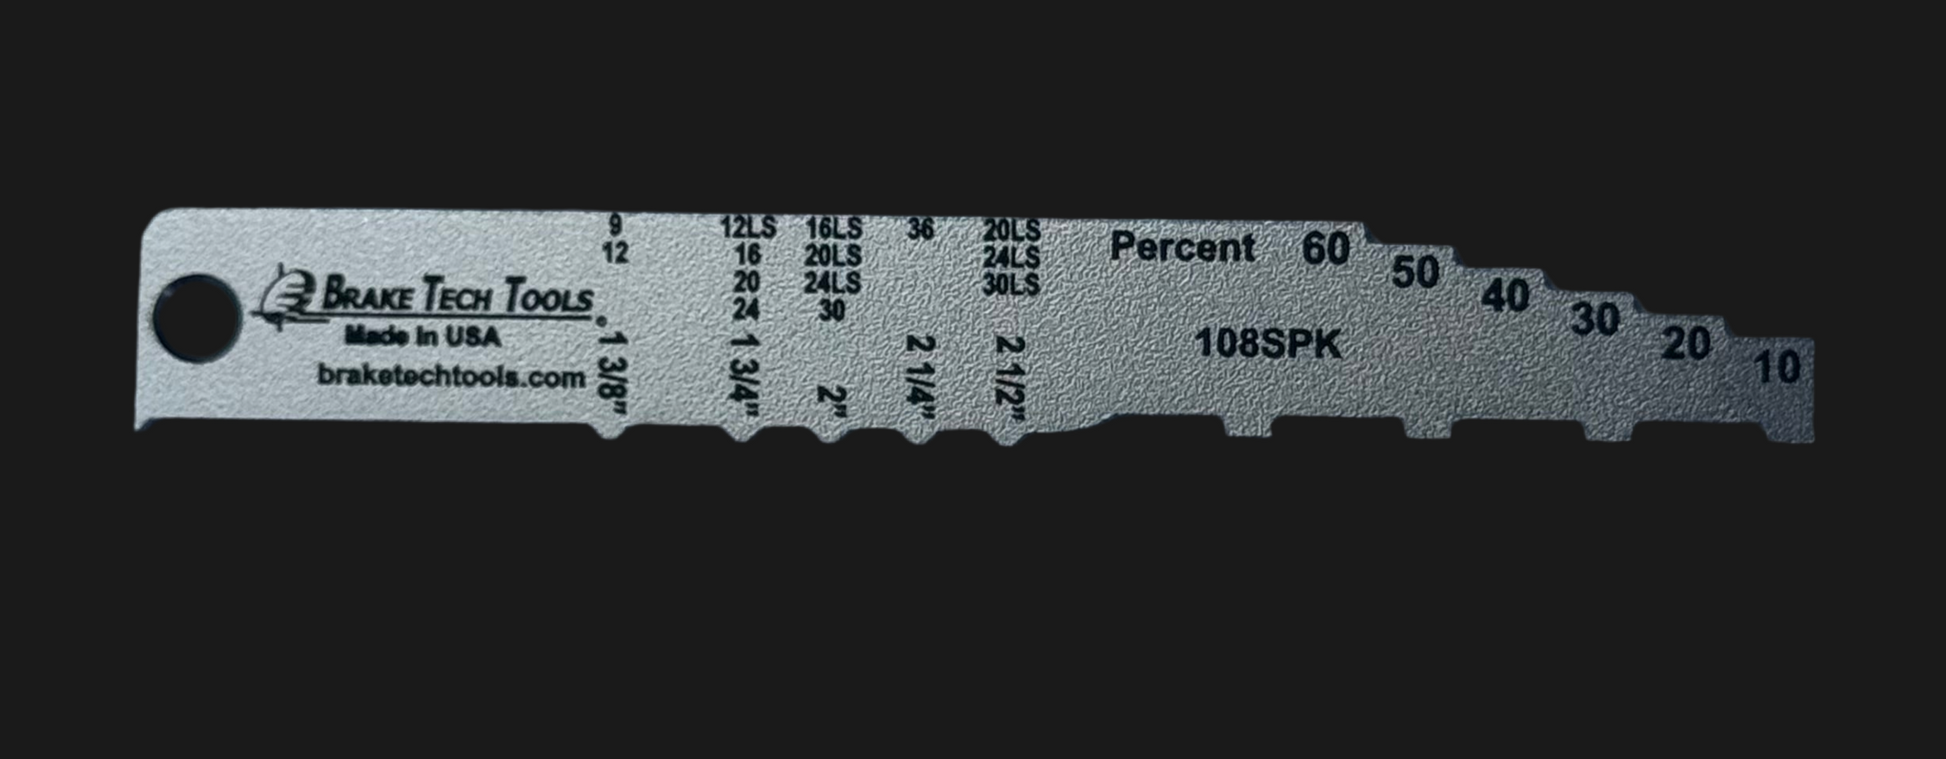 BRAKE TECH TOOLS
Made in USA
braketechtools.com
9
12
1 3/8"
12LS
16
20
24
1 3/4"
16LS
20LS
24LS
30
2"
36
2 1/4"
20LS
24LS
30LS
2 1/2"
Percent 60 50 40 30 20 10
108SPK